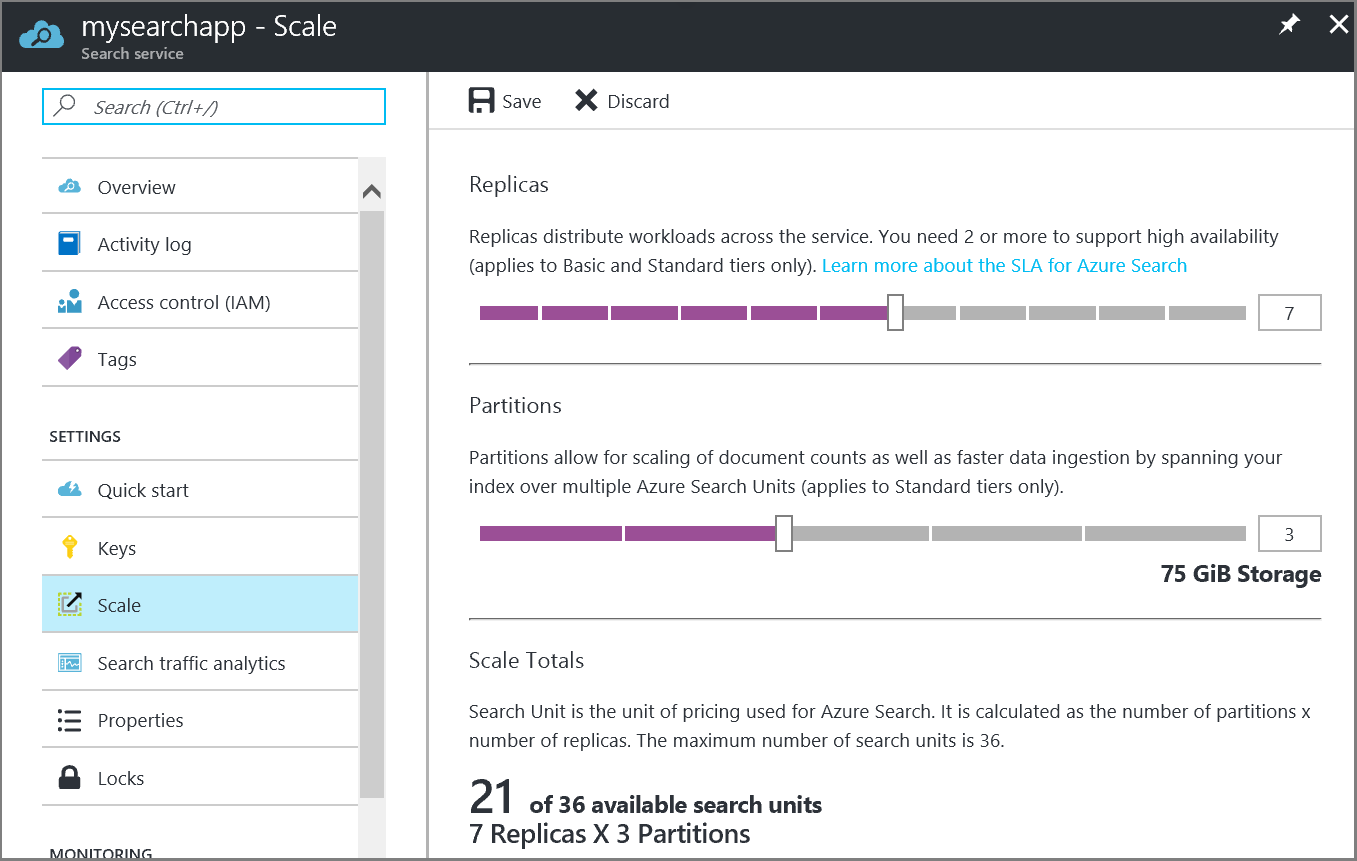 mysearchapp - Scale
Search service
Search (Ctrl+/)
Overview
Activity log
Access control (IAM)
Tags
SETTINGS
Quick start
Keys
Scale
Search traffic analytics
Properties
Locks
MONITORING
Save
Discard
Replicas
Replicas distribute workloads across the service. You need 2 or more to support high availability
(applies to Basic and Standard tiers only). Learn more about the SLA for Azure Search
7
Partitions
Partitions allow for scaling of document counts as well as faster data ingestion by spanning your
index over multiple Azure Search Units (applies to Standard tiers only).
3
75 GiB Storage
Scale Totals
Search Unit is the unit of pricing used for Azure Search. It is calculated as the number of partitions x
number of replicas. The maximum number of search units is 36.
21 of 36 available search units
7 Replicas X 3 Partitions